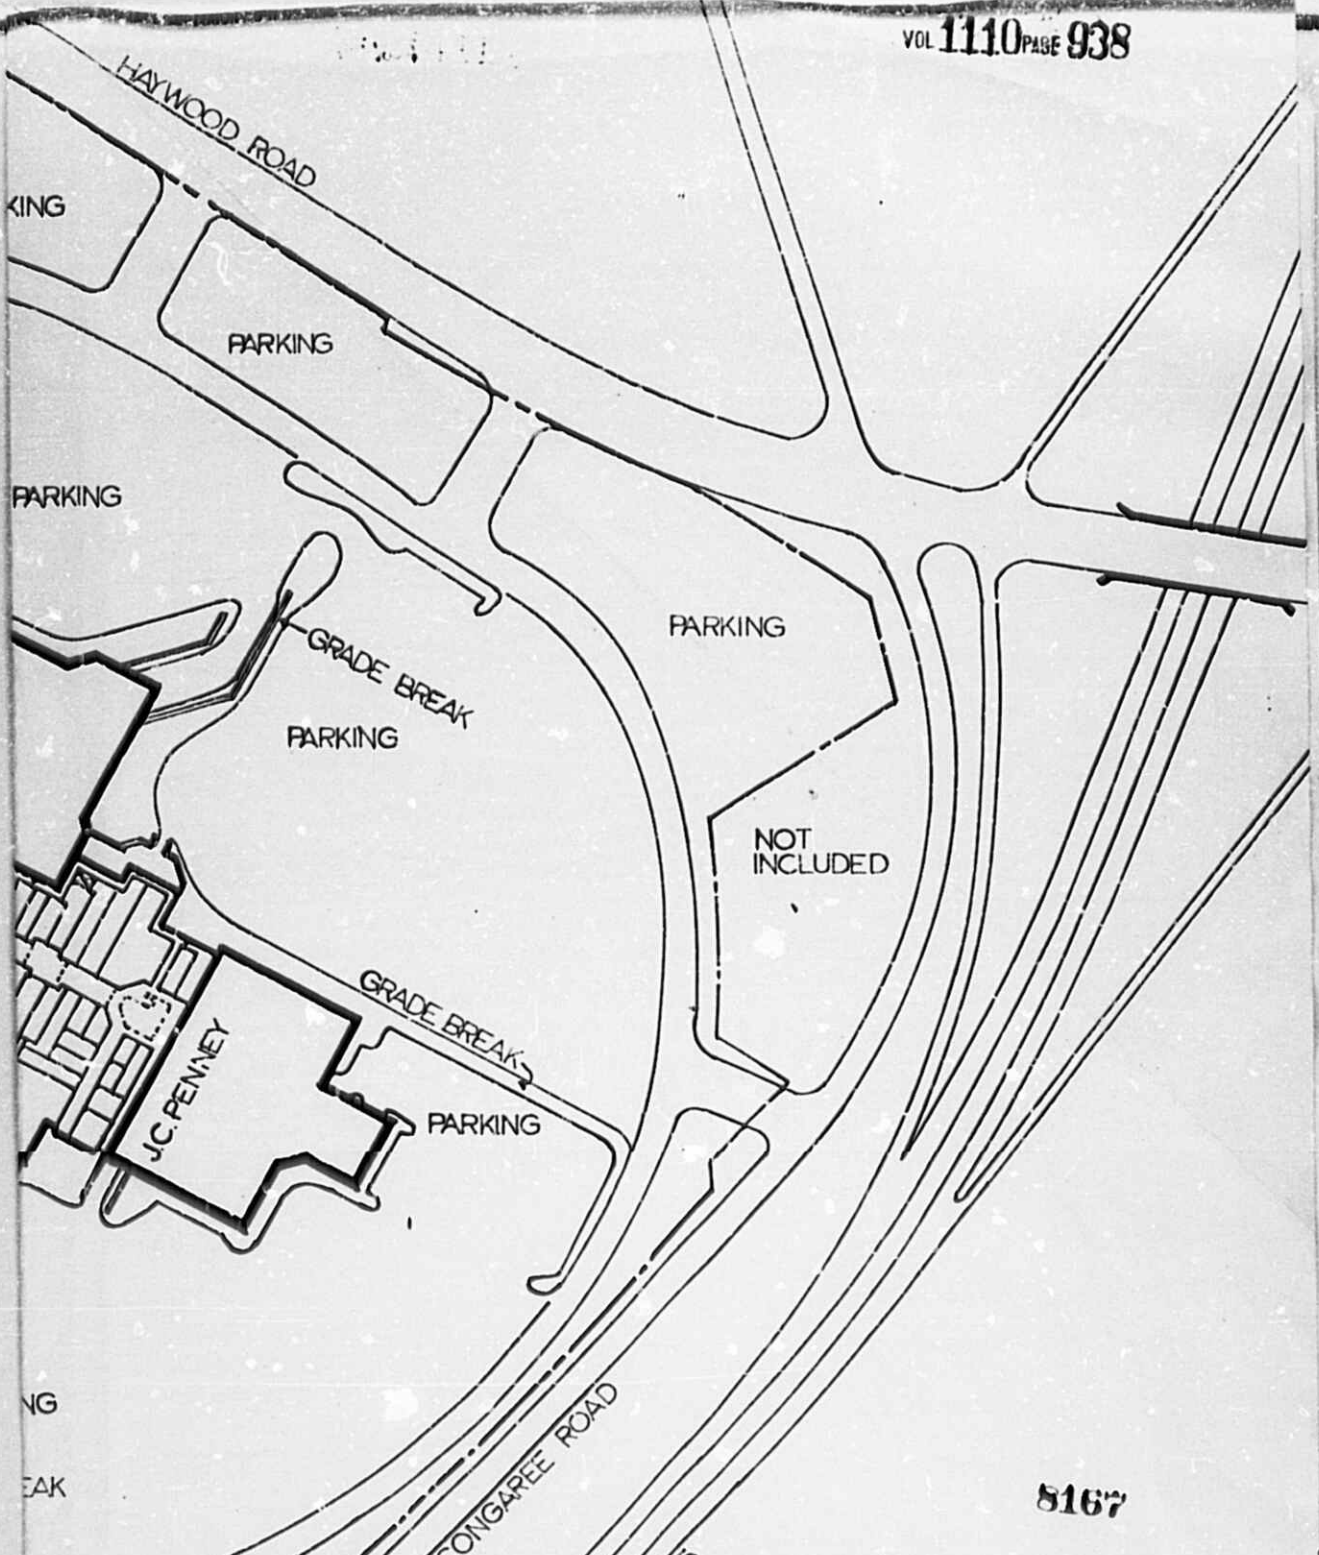 VOL 1110 PAGE 938
HAYWOOD ROAD
KING
PARKING
PARKING
PARKING
GRADE BREAK
PARKING
NOT
INCLUDED
GRADE BREAK
J.C. PENNEY
PARKING
NG
EAK
CONGAREE ROAD
8167